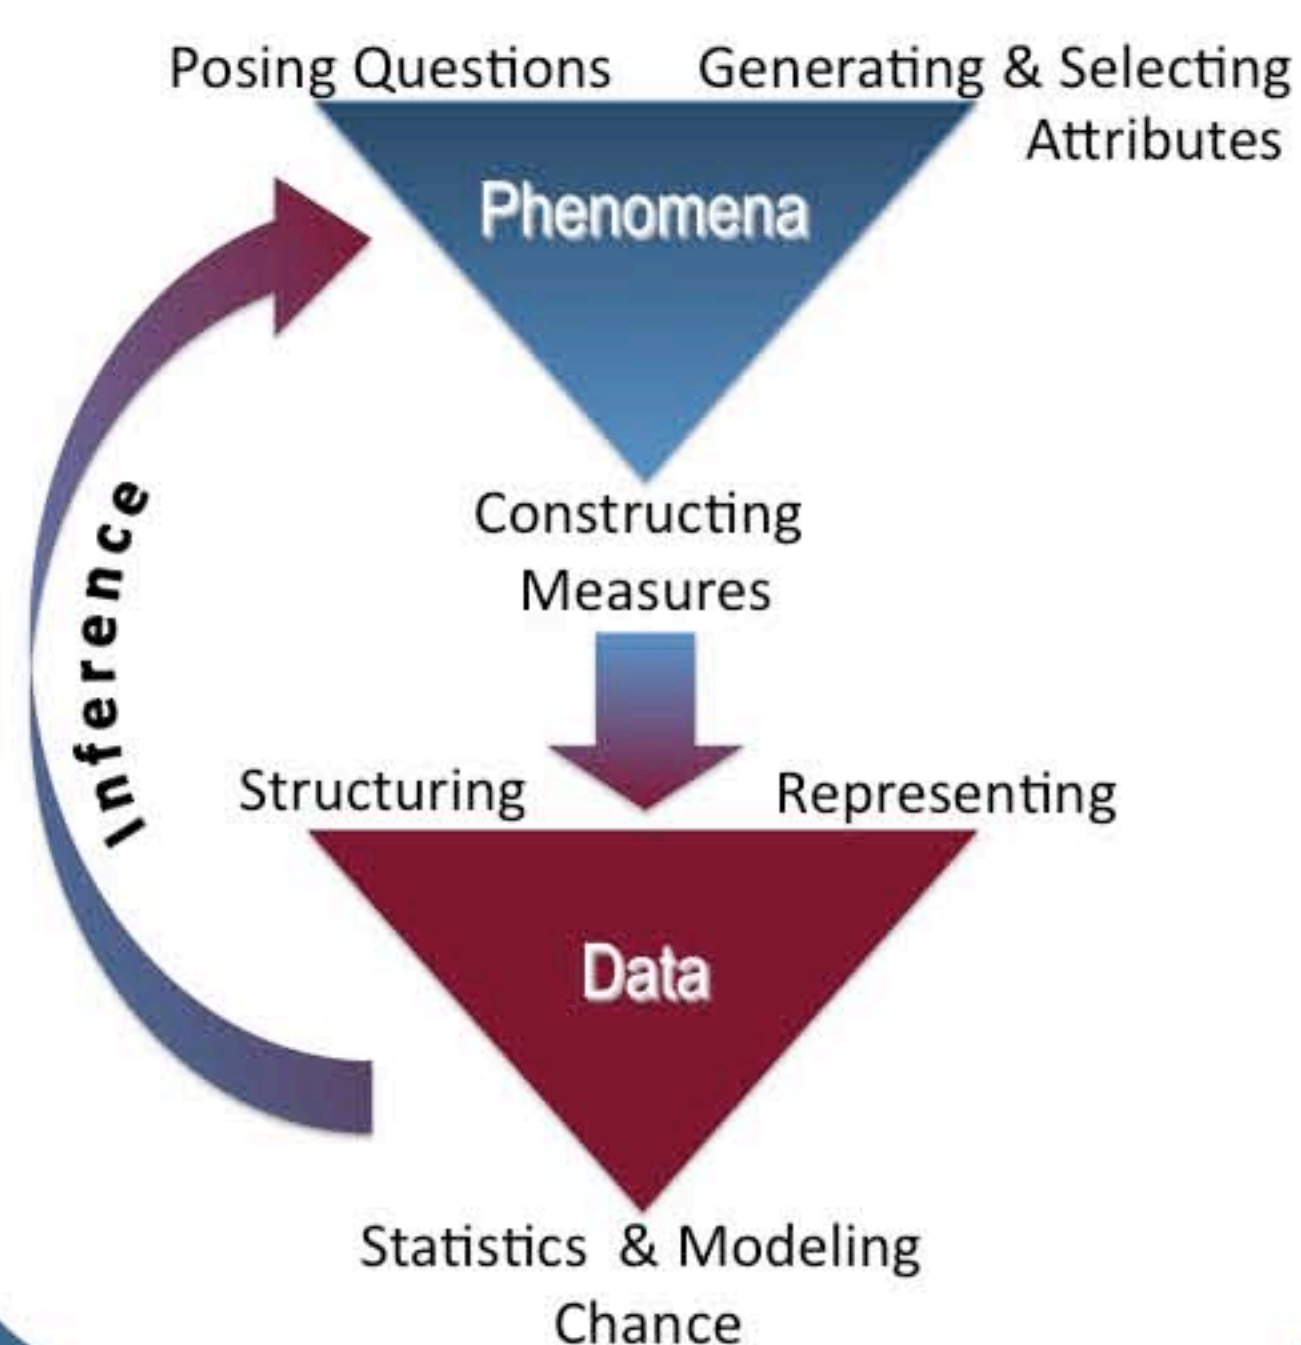 Posing Questions
Generating & Selecting
Attributes
Phenomena
Constructing
Measures
Inference
Structuring
Representing
Data
Statistics & Modeling
Chance